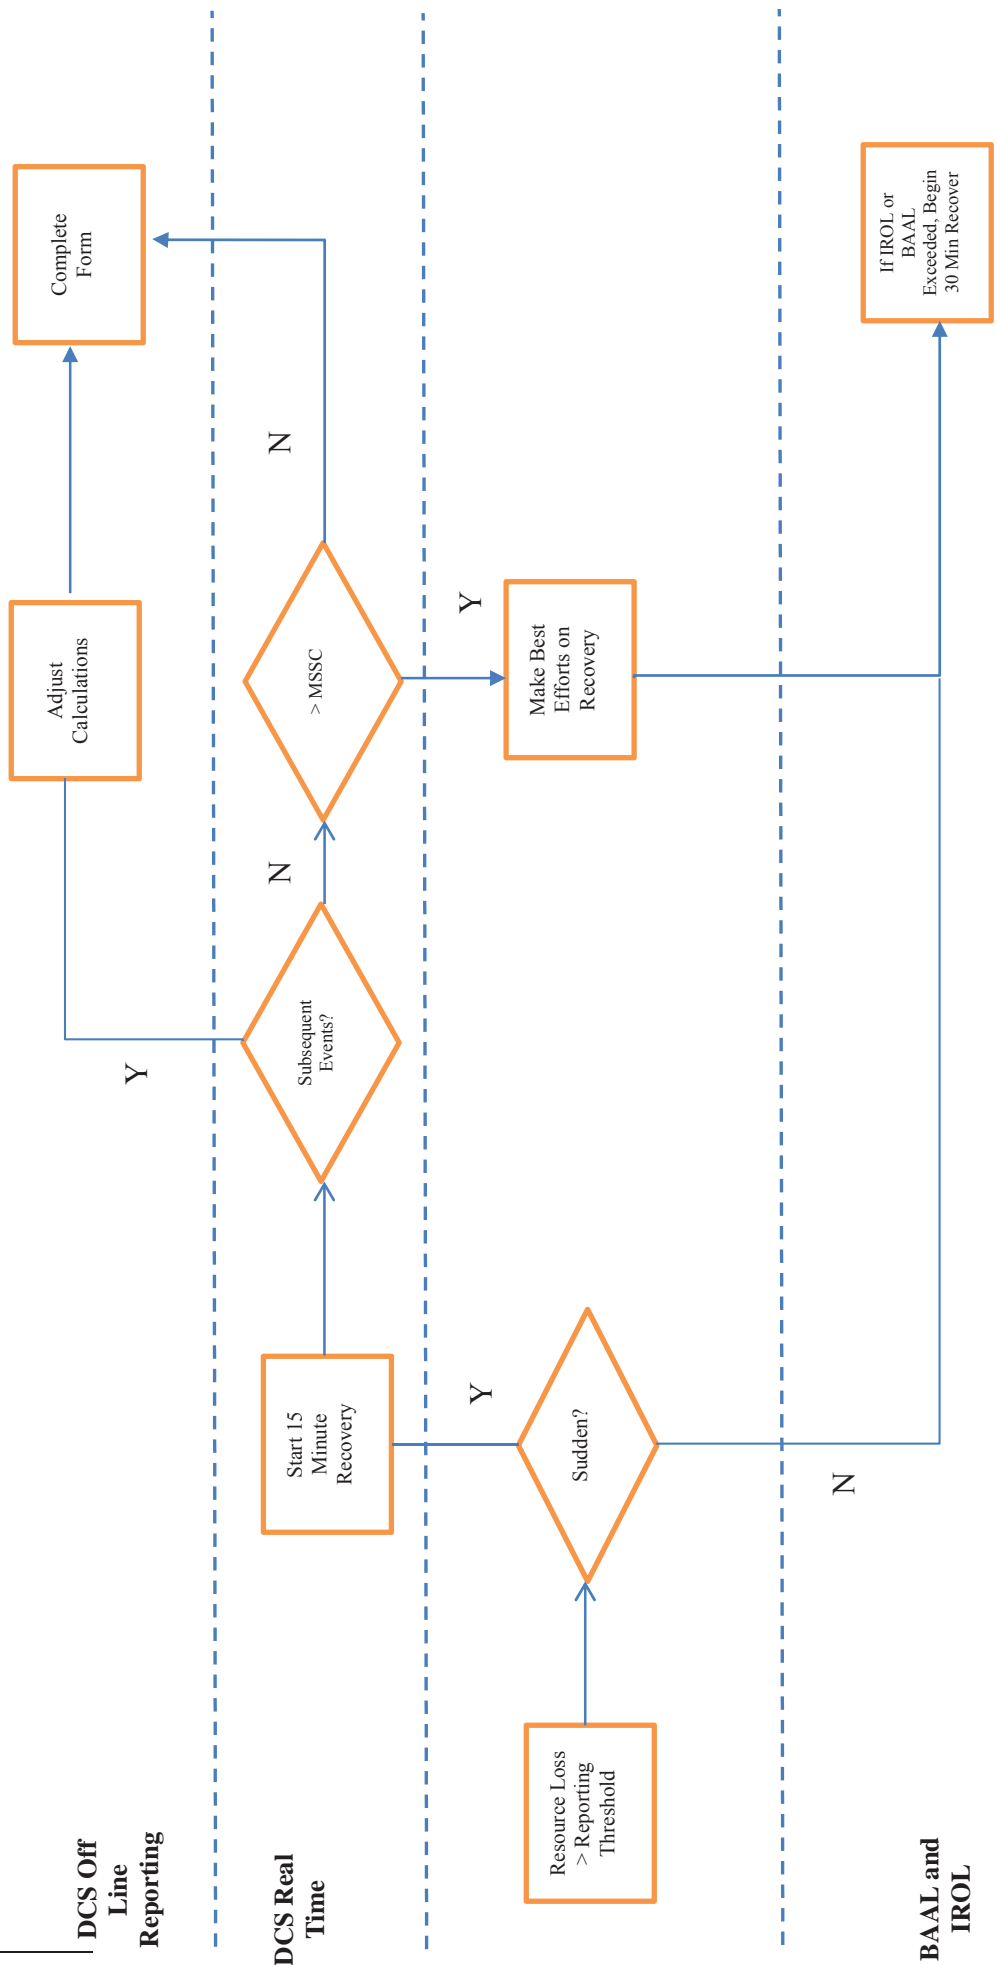 DCS Off
Line
Reporting
Adjust
Calculations
Complete
Form
Y
DCS Real
Time
Start 15
Minute
Recovery
Subsequent
Events?
N
> MSSC
N
Resource Loss
> Reporting
Threshold
Sudden?
Y
Make Best
Efforts on
Recovery
Y
BAAL and
IROL
N
If IROL or
BAAL
Exceeded, Begin
30 Min Recover